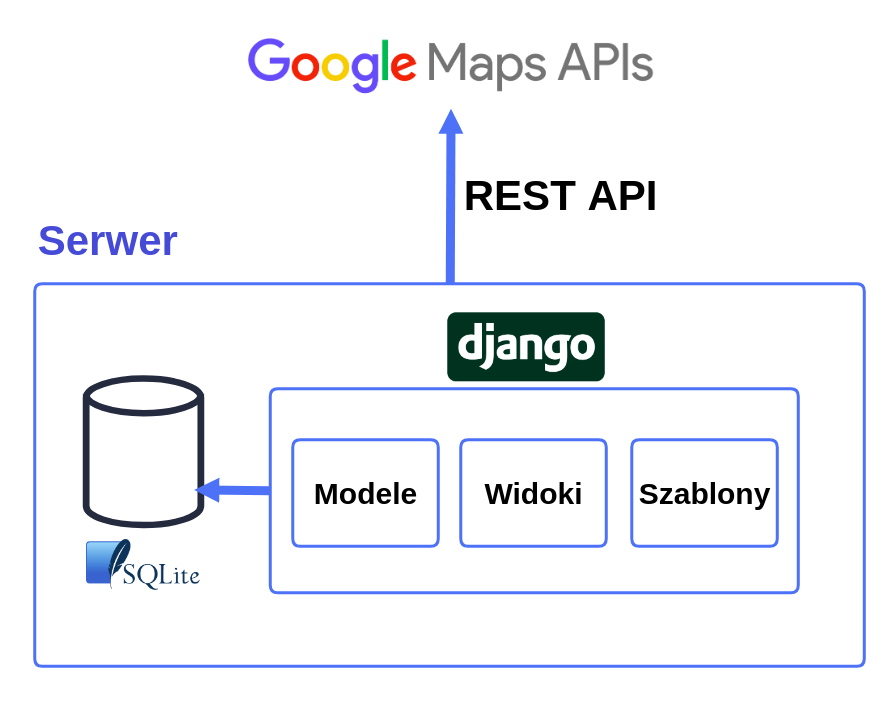 Google Maps APIs
REST API
Serwer
django
Modele
Widoki
Szablony
SQLite